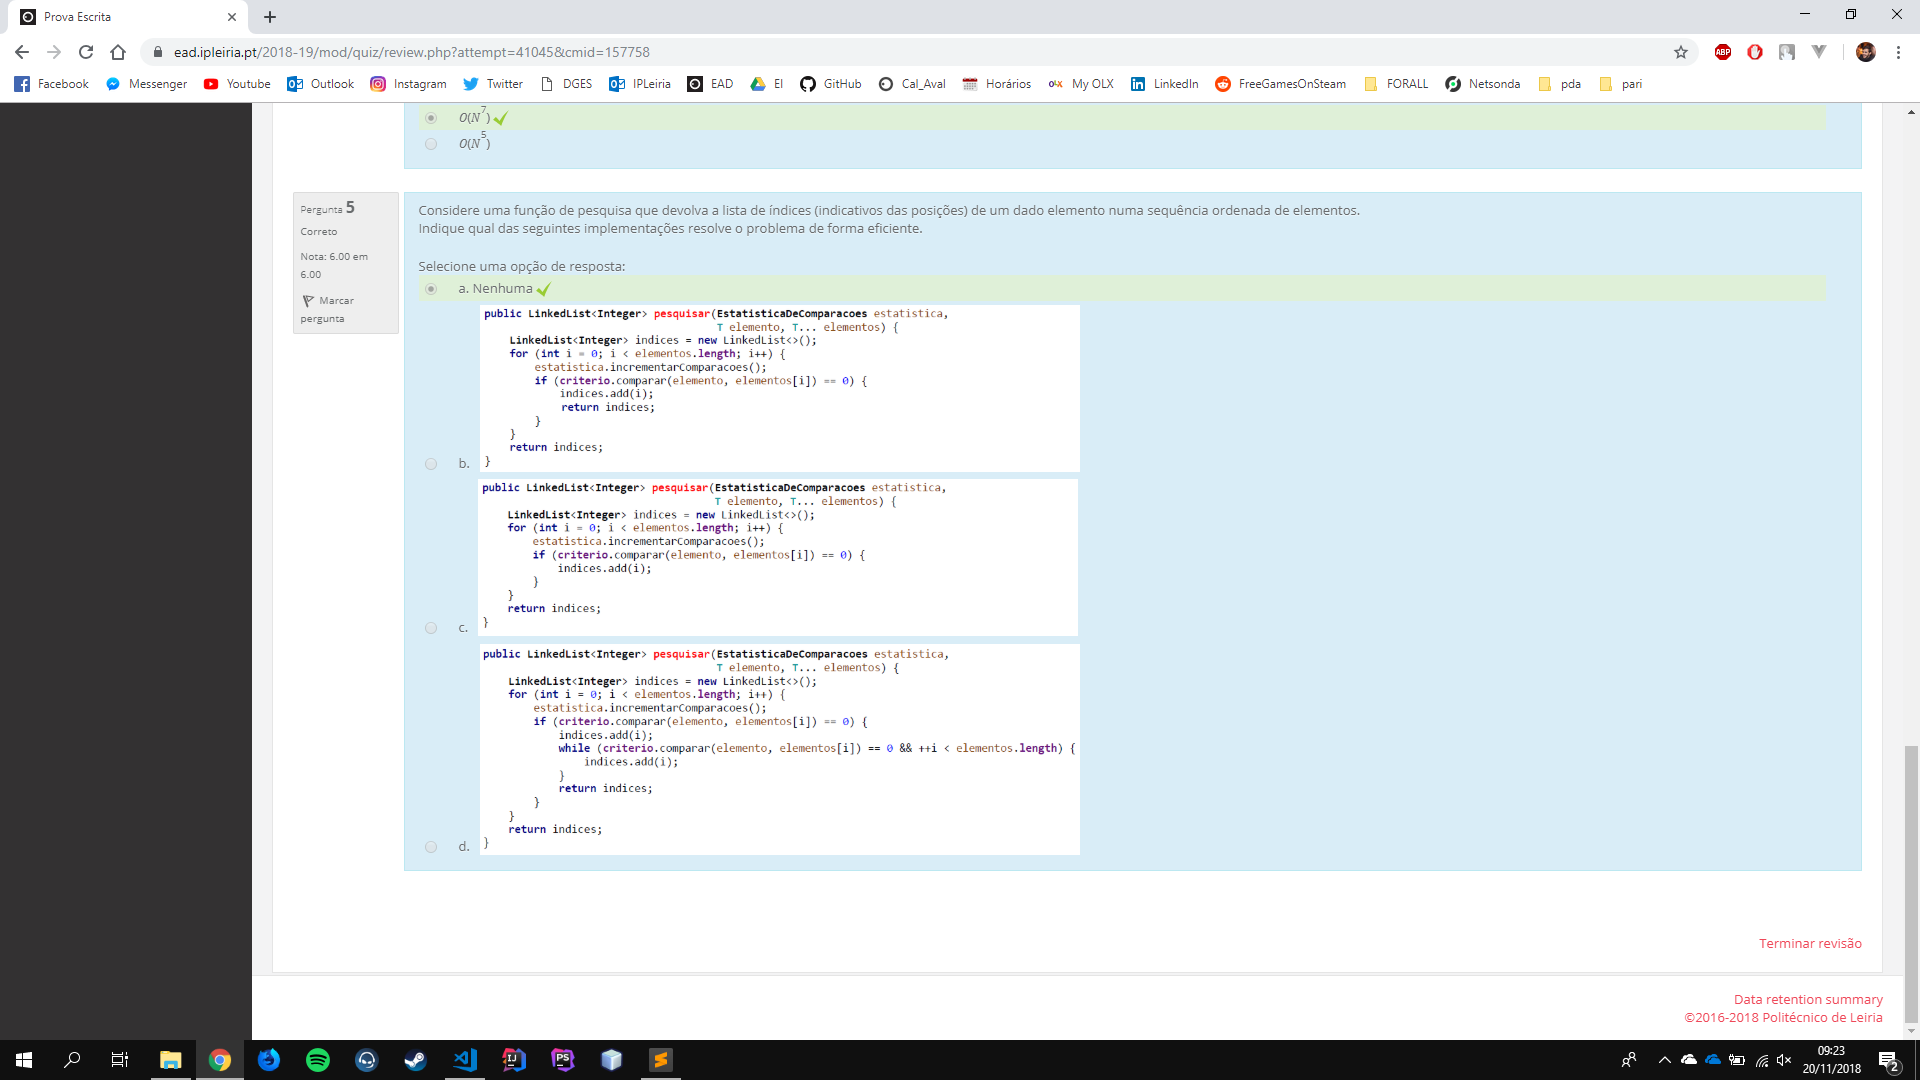 Prova Escrita
ead.ipleiria.pt/2018-19/mod/quiz/review.php?attempt=41045&cmid=157758
ABP
Facebook Messenger Youtube Outlook Instagram Twitter DGES IPLeiria EAD EI GitHub Cal_Aval Horários My OLX LinkedIn FreeGamesOnSteam FORALL Netsonda pda pari
O(N^7)
O(N^5)
Pergunta 5
Correto
Nota: 6.00 em
6.00
Marcar
pergunta
Considere uma função de pesquisa que devolva a lista de índices (indicativos das posições) de um dado elemento numa sequência ordenada de elementos.
Indique qual das seguintes implementações resolve o problema de forma eficiente.
Selecione uma opção de resposta:
a. Nenhuma
public LinkedList<Integer> pesquisar(EstatisticaDeComparacoes estatistica,
T elemento, T... elementos) {
LinkedList<Integer> indices = new LinkedList<>();
for (int i = 0; i < elementos.length; i++) {
estatistica.incrementarComparacoes();
if (criterio.comparar(elemento, elementos[i]) == 0) {
indices.add(i);
return indices;
}
}
return indices;
}
b.
public LinkedList<Integer> pesquisar(EstatisticaDeComparacoes estatistica,
T elemento, T... elementos) {
LinkedList<Integer> indices = new LinkedList<>();
for (int i = 0; i < elementos.length; i++) {
estatistica.incrementarComparacoes();
if (criterio.comparar(elemento, elementos[i]) == 0) {
indices.add(i);
}
}
return indices;
}
c.
public LinkedList<Integer> pesquisar(EstatisticaDeComparacoes estatistica,
T elemento, T... elementos) {
LinkedList<Integer> indices = new LinkedList<>();
for (int i = 0; i < elementos.length; i++) {
estatistica.incrementarComparacoes();
if (criterio.comparar(elemento, elementos[i]) == 0) {
indices.add(i);
while (criterio.comparar(elemento, elementos[i]) == 0 && ++i < elementos.length) {
indices.add(i);
}
return indices;
}
}
return indices;
}
d.
Terminar revisão
Data retention summary
©2016-2018 Politécnico de Leiria
09:23
20/11/2018
2